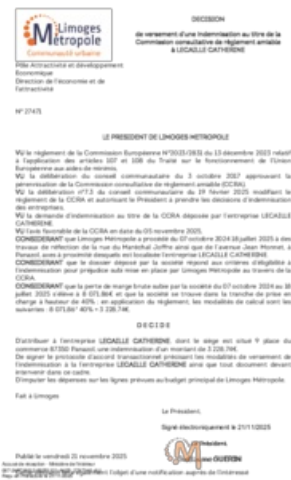 Limoges
Métropole
Communauté urbaine
DECISION
de versement d'une indemnisation au titre de la
Commission consultative de règlement amiable
à LECAILLE CATHERINE
Pôle Attractivité et développement
Économique
Direction de l'économie et de
l'attractivité
N° 27471
LE PRESIDENT DE LIMOGES METROPOLE
VU le règlement de la Commission Européenne N°2023/2831 du 13 décembre 2023 relatif
à l'application des articles 107 et 108 du Traité sur le fonctionnement de l'Union
Européenne aux aides de minimis.
VU la délibération du conseil communautaire du 3 octobre 2017 approuvant la
pérennisation de la Commission consultative de règlement amiable (CCRA).
VU la délibération n°7.3 du conseil communautaire du 19 février 2025 modifiant le
règlement de la CCRA et autorisant le Président à prendre les décisions d'indemnisation
des entreprises.
VU la demande d'indemnisation au titre de la CCRA déposée par l'entreprise LECAILLE
CATHERINE.
VU l'avis favorable de la CCRA en date du 05 novembre 2025.
CONSIDERANT que Limoges Métropole a procédé du 07 octobre 2024 18 juillet 2025 à des
travaux de réfection de la rue du Maréchal Joffre ainsi que de l'avenue Jean Monnet, à
Panazol, axes à proximité desquels est localisée l'entreprise LECAILLE CATHERINE.
CONSIDERANT que le dossier déposé par la société répond aux critères d'éligibilité à
l'indemnisation pour préjudice subi mise en place par Limoges Métropole au travers de la
CCRA.
CONSIDERANT que la perte de marge brute subie par la société du 07 octobre 2024 au 18
juillet 2025 s'élève à 8 071,86€ et que la société se trouve dans la tranche de prise en
charge à hauteur de 40% - en application du règlement, les modalités de calcul sont les
suivantes : 8 071,86* 40% = 3 228,74€.
D E C I D E
D'attribuer à l'entreprise LECAILLE CATHERINE, dont le siège est situé 9 place du
commerce 87350 Panazol, une indemnisation d'un montant de 3 228,74€.
De signer le protocole d'accord transactionnel précisant les modalités de versement de
l'indemnisation à l'entreprise LECAILLE CATHERINE ainsi que tout document devant
intervenir dans ce cadre.
D'imputer les dépenses sur les lignes prévues au budget principal de Limoges Métropole.
Fait à Limoges
Le Président,
Signé électroniquement le 21/11/2025
Guillaume GUERIN
Publié le vendredi 21 novembre 2025
Accusé de réception - Ministère de l'Intérieur
l'objet d'une notification auprès de l'intéressé